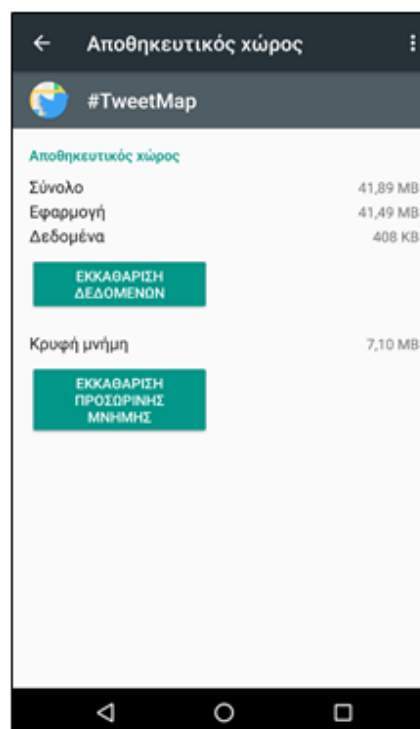 Αποθηκευτικός χώρος
#TweetMap
Αποθηκευτικός χώρος
Σύνολο 41,89 MB
Εφαρμογή 41,49 MB
Δεδομένα 408 KB
ΕΚΚΑΘΑΡΙΣΗ
ΔΕΔΟΜΕΝΩΝ
Κρυφή μνήμη 7,10 MB
ΕΚΚΑΘΑΡΙΣΗ
ΠΡΟΣΩΡΙΝΗΣ
ΜΝΗΜΗΣ